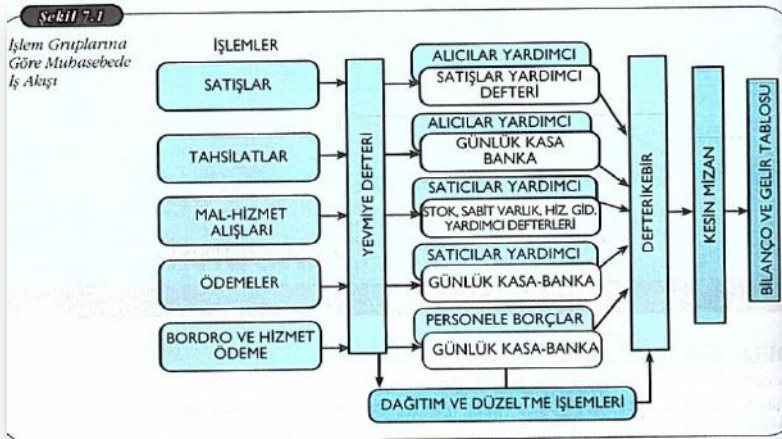 Şekil 7.1
İşlem Gruplarına
Göre Muhasebede
İş Akışı
İŞLEMLER
SATIŞLAR
TAHSİLATLAR
MAL-HİZMET
ALIŞLARI
ÖDEMELER
BORDRO VE HİZMET
ÖDEME
YEVMİYE DEFTERİ
ALICILAR YARDIMCI
SATIŞLAR YARDIMCI
DEFTERİ
ALICILAR YARDIMCI
GÜNLÜK KASA
BANKA
SATICILAR YARDIMCI
STOK, SABİT VARLIK, HİZ. GİD.
YARDIMCI DEFTERLERİ
SATICILAR YARDIMCI
GÜNLÜK KASA-BANKA
PERSONELE BORÇLAR
GÜNLÜK KASA-BANKA
DAĞITIM VE DÜZELTME İŞLEMLERİ
DEFTERİKEBİR
KESİN MİZAN
BİLANÇO VE GELİR TABLOSU